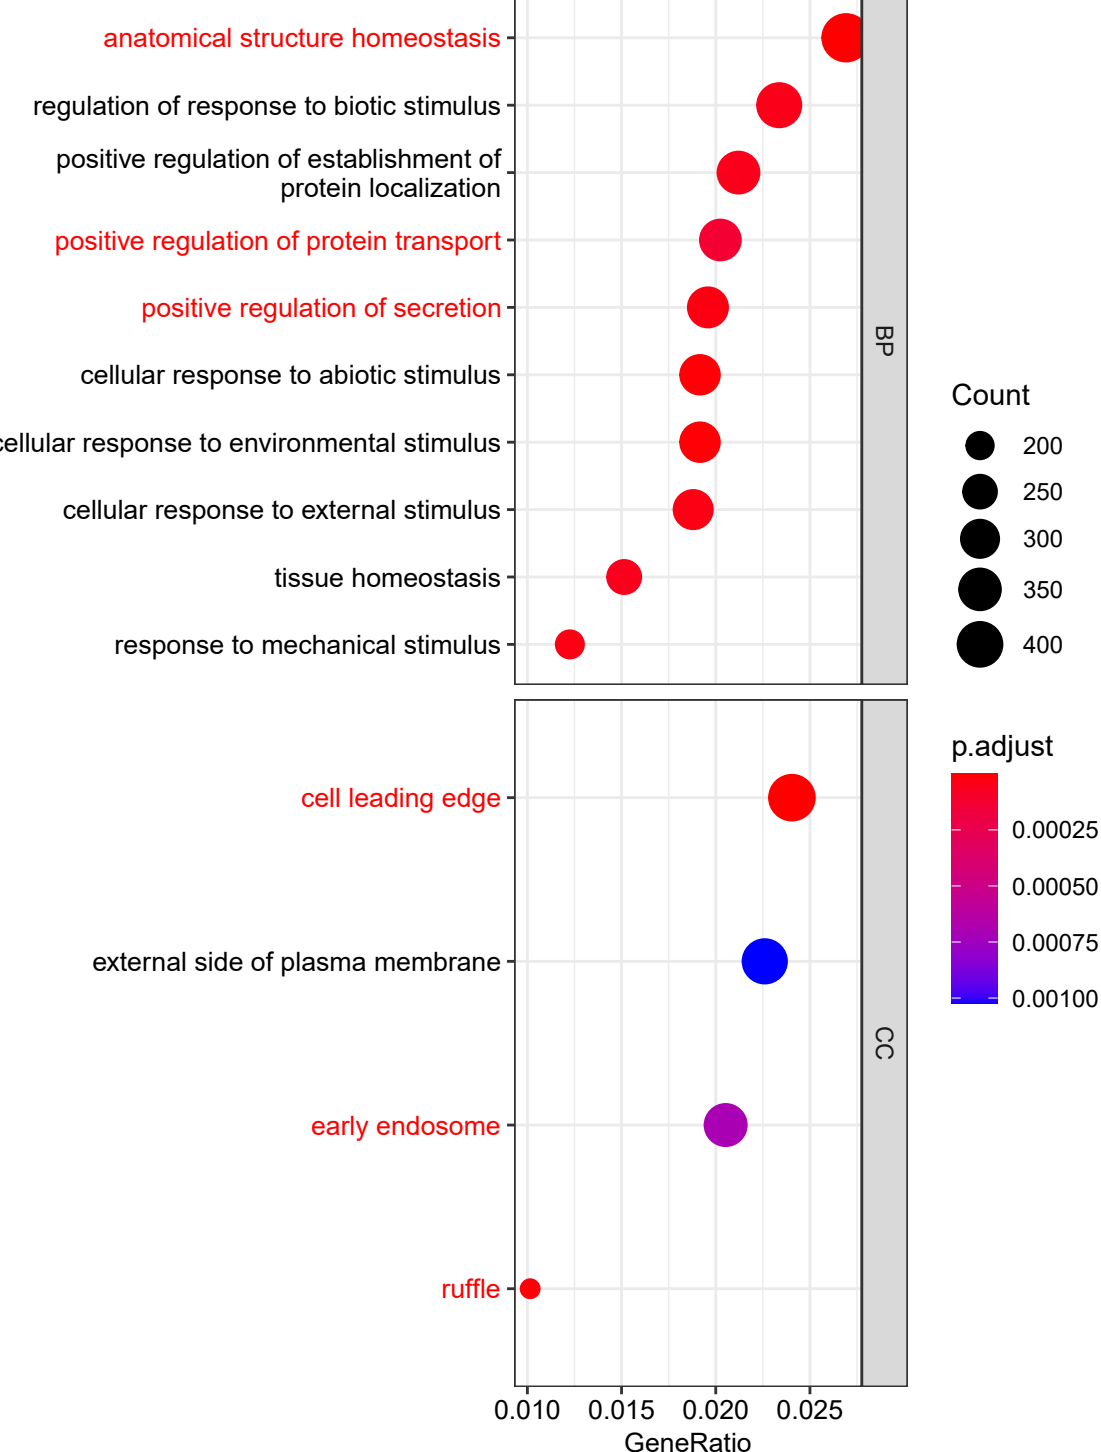 anatomical structure homeostasis
regulation of response to biotic stimulus
positive regulation of establishment of
protein localization
positive regulation of protein transport
positive regulation of secretion
cellular response to abiotic stimulus
cellular response to environmental stimulus
cellular response to external stimulus
tissue homeostasis
response to mechanical stimulus
BP
cell leading edge
external side of plasma membrane
early endosome
ruffle
CC
0.010 0.015 0.020 0.025
GeneRatio
Count
200
250
300
350
400
p.adjust
0.00025
0.00050
0.00075
0.00100